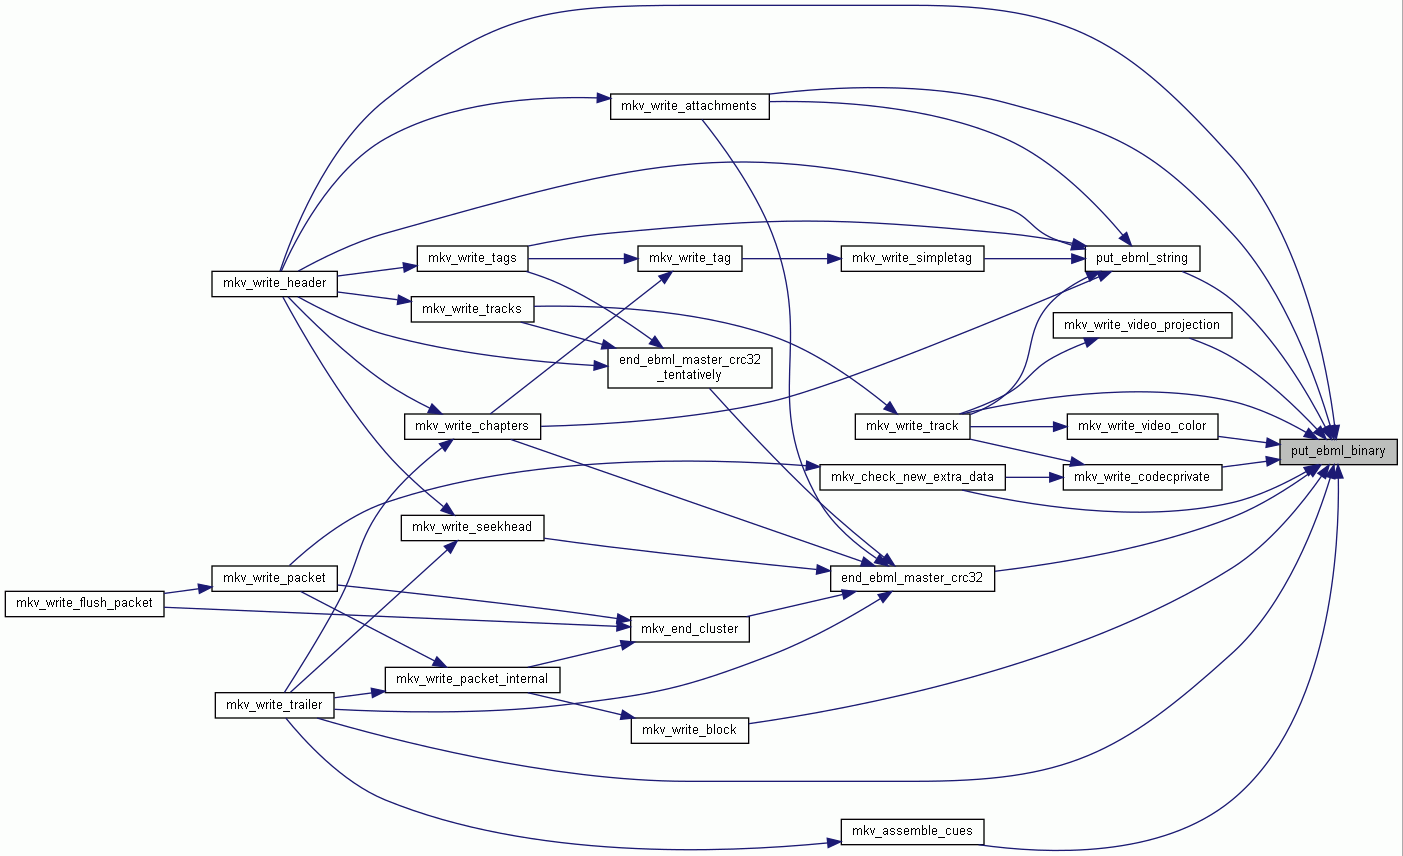 mkv_write_attachments
mkv_write_header
mkv_write_tags
mkv_write_tag
mkv_write_simpletag
put_ebml_string
mkv_write_tracks
mkv_write_video_projection
end_ebml_master_crc32
_tentatively
mkv_write_chapters
mkv_write_track
mkv_write_video_color
put_ebml_binary
mkv_check_new_extra_data
mkv_write_codecprivate
mkv_write_seekhead
mkv_write_packet
end_ebml_master_crc32
mkv_write_flush_packet
mkv_end_cluster
mkv_write_packet_internal
mkv_write_trailer
mkv_write_block
mkv_assemble_cues